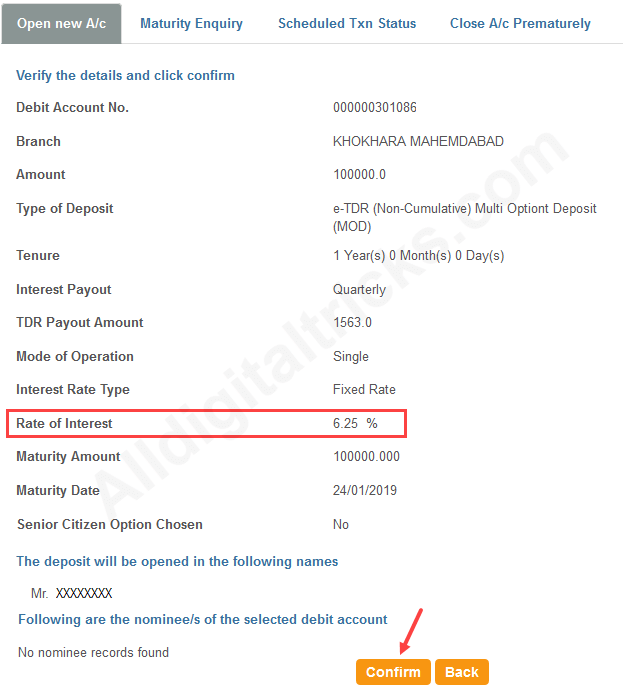 Open new A/c Maturity Enquiry Scheduled Txn Status Close A/c Prematurely
Verify the details and click confirm
Debit Account No. 000000301086
Branch KHOKHARA MAHEMDABAD
Amount 100000.0
Type of Deposit e-TDR (Non-Cumulative) Multi Optiont Deposit
(MOD)
Tenure 1 Year(s) 0 Month(s) 0 Day(s)
Interest Payout Quarterly
TDR Payout Amount 1563.0
Mode of Operation Single
Interest Rate Type Fixed Rate
Rate of Interest 6.25 %
Maturity Amount 100000.000
Maturity Date 24/01/2019
Senior Citizen Option Chosen No
The deposit will be opened in the following names
Mr. XXXXXXXX
Following are the nominee/s of the selected debit account
No nominee records found
Confirm Back
Alldigitaltricks.com